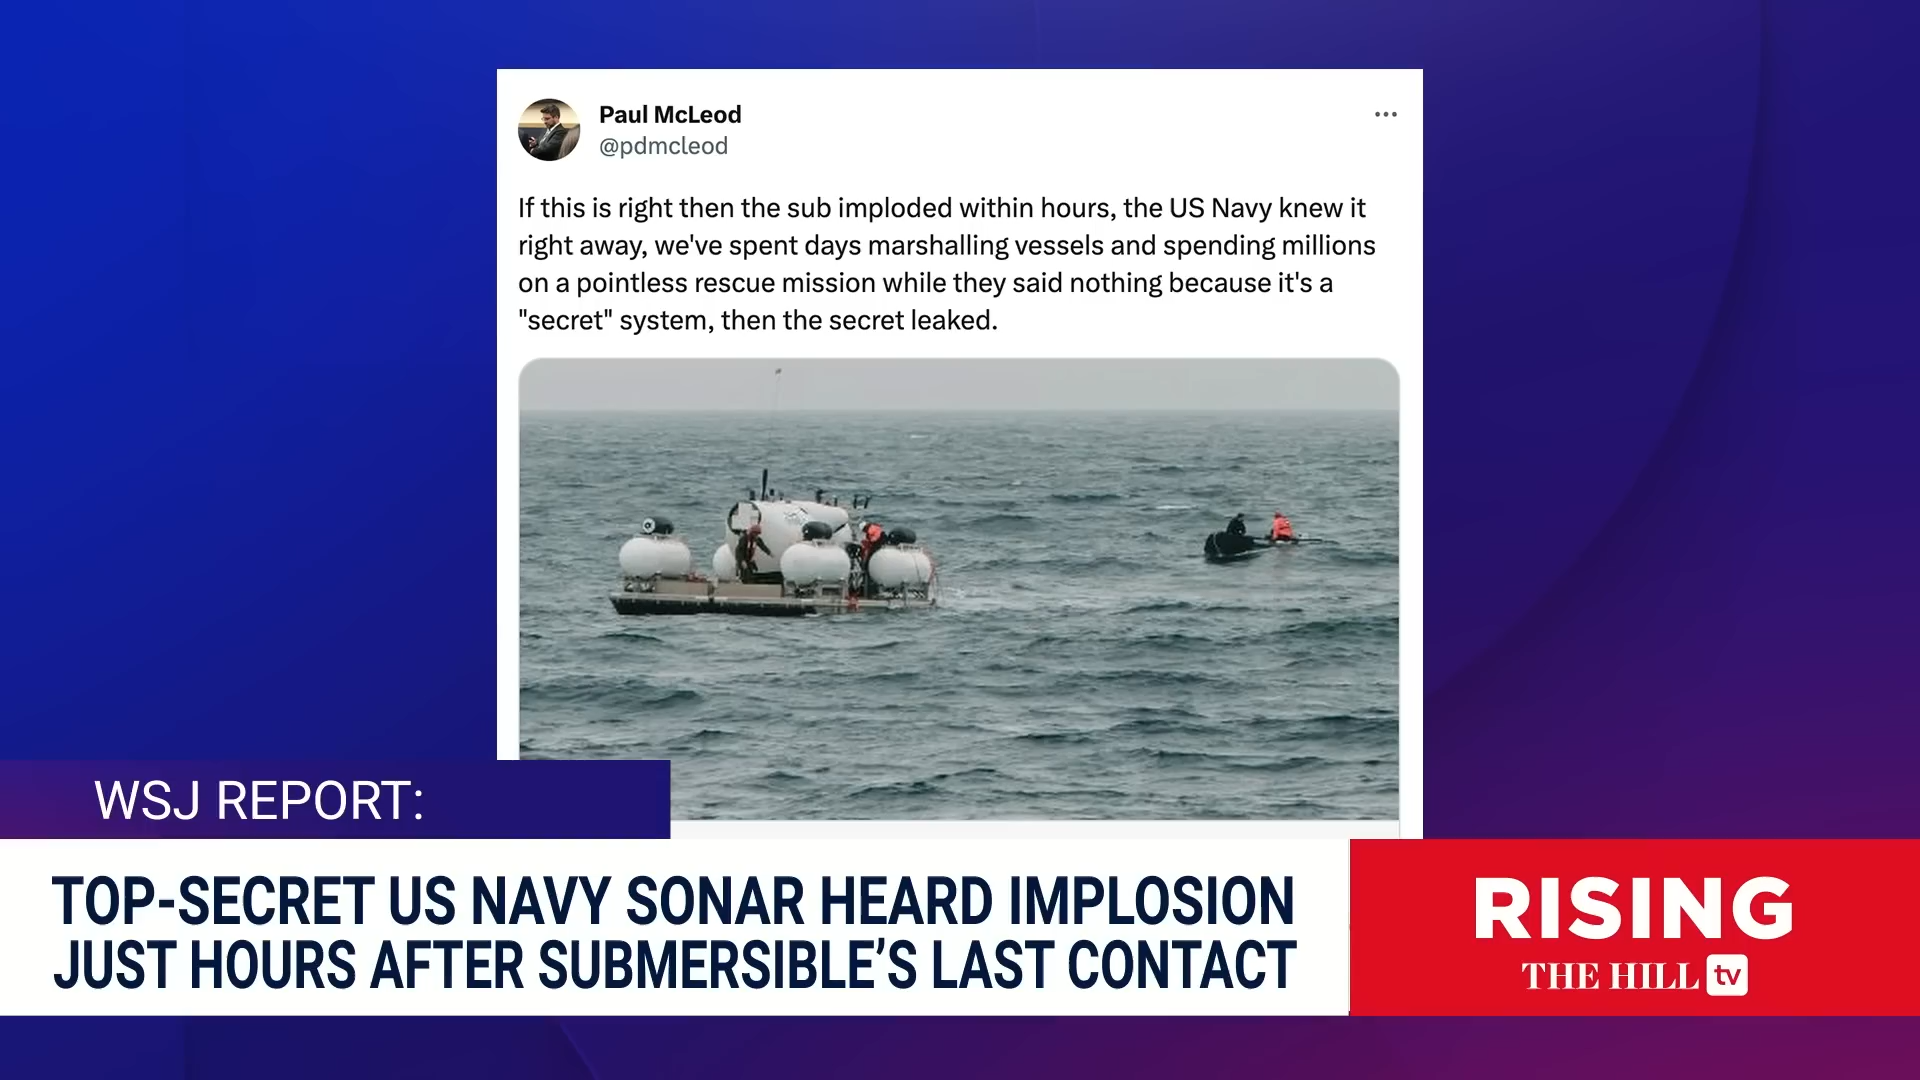 Paul McLeod
@pdmcleod
If this is right then the sub imploded within hours, the US Navy knew it
right away, we've spent days marshalling vessels and spending millions
on a pointless rescue mission while they said nothing because it's a
"secret" system, then the secret leaked.
WSJ REPORT:
TOP-SECRET US NAVY SONAR HEARD IMPLOSION
JUST HOURS AFTER SUBMERSIBLE’S LAST CONTACT
RISING
THE HILL tv